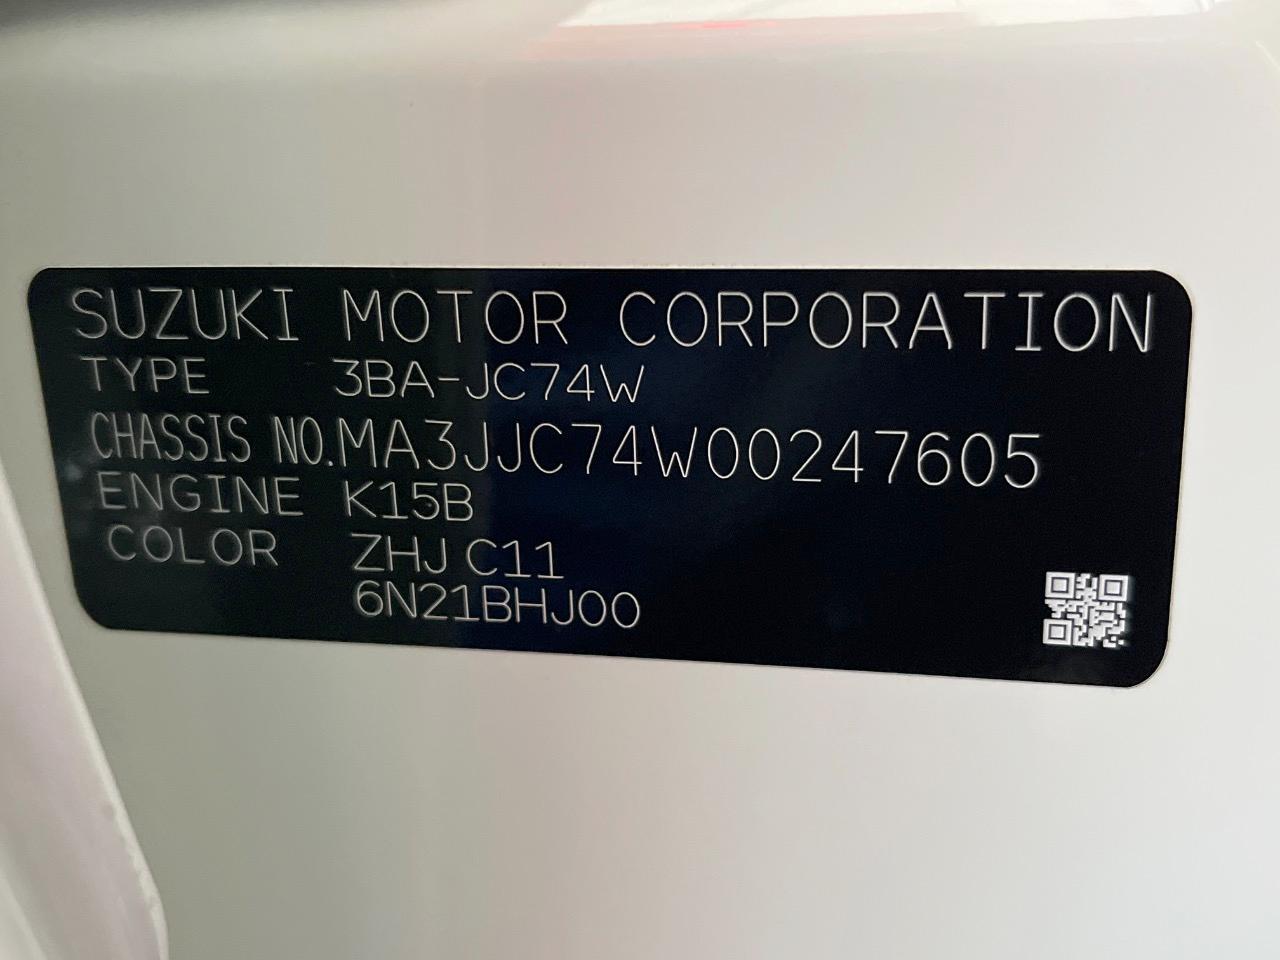 SUZUKI MOTOR CORPORATION
TYPE 3BA-JC74W
CHASSIS NO. MA3JJC74W00247605
ENGINE K15B
COLOR ZHJ C11
6N21BHJ00